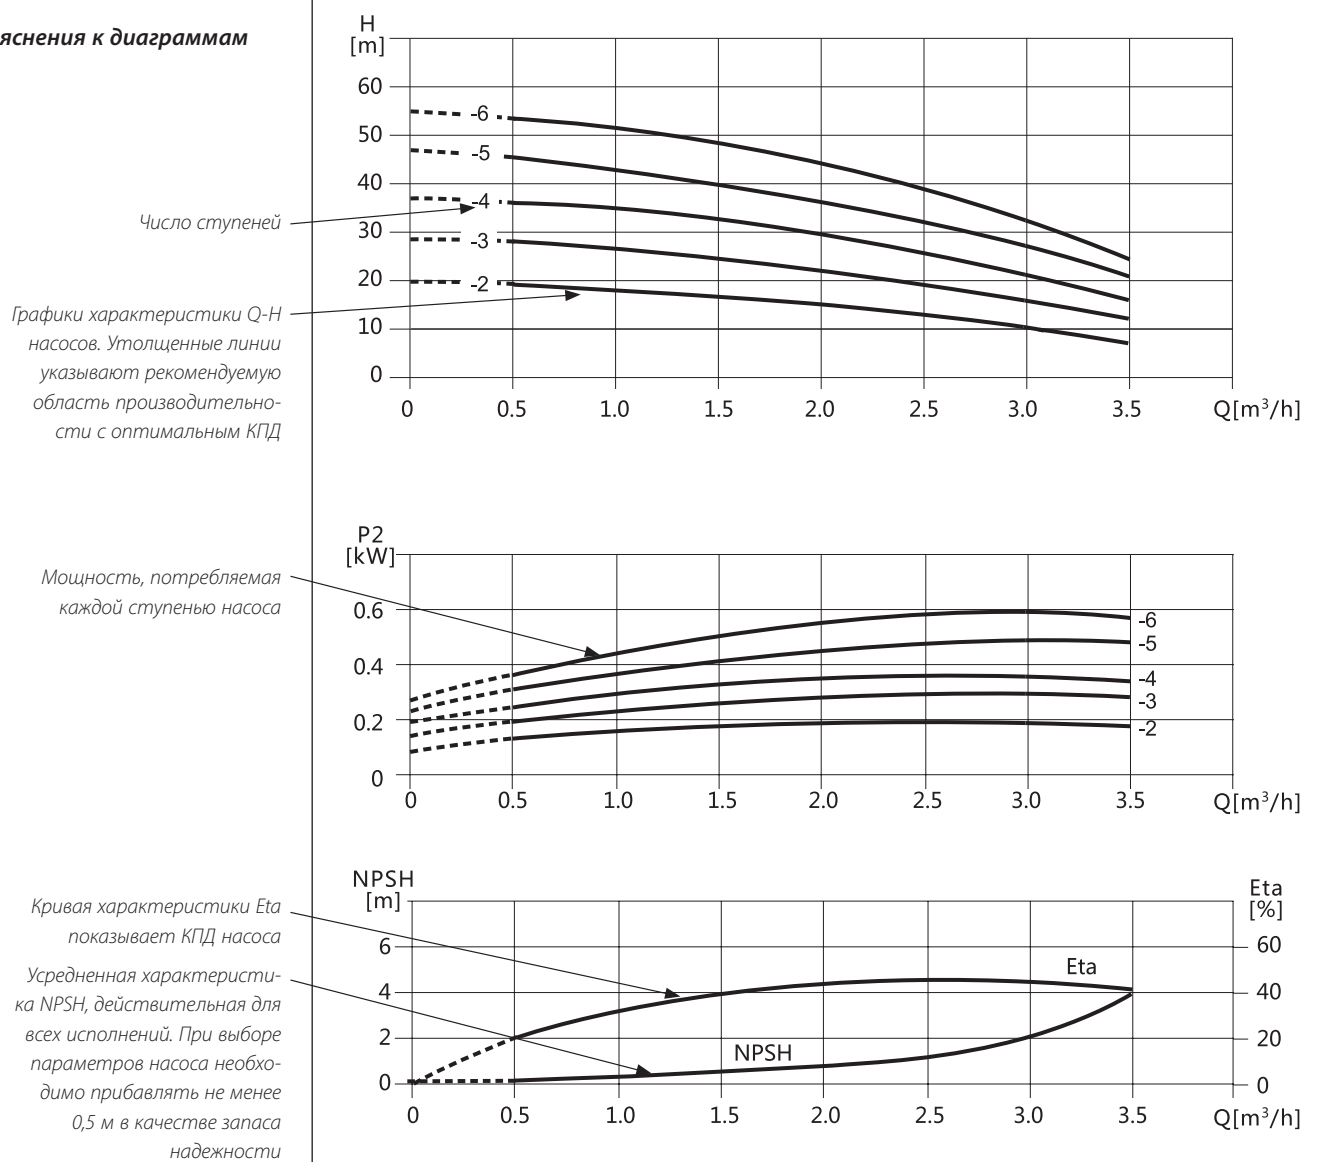 яснения к диаграммам
Число ступеней
Графики характеристики Q-H
насосов. Утолщенные линии
указывают рекомендуемую
область производительно-
сти с оптимальным КПД
H
[m]
60
50
40
30
20
10
0
-6
-5
-4
-3
-2
0 0.5 1.0 1.5 2.0 2.5 3.0 3.5 Q[m³/h]
Мощность, потребляемая
каждой ступенью насоса
P2
[kW]
0.6
0.4
0.2
0
-6
-5
-4
-3
-2
0 0.5 1.0 1.5 2.0 2.5 3.0 3.5 Q[m³/h]
Кривая характеристики Eta
показывает КПД насоса
Усредненная характеристи-
ка NPSH, действительная для
всех исполнений. При выборе
параметров насоса необхо-
димо прибавлять не менее
0,5 м в качестве запаса
надежности
NPSH
[m]
6
4
2
0
Eta
NPSH
Eta
[%]
60
40
20
0
0 0.5 1.0 1.5 2.0 2.5 3.0 3.5 Q[m³/h]